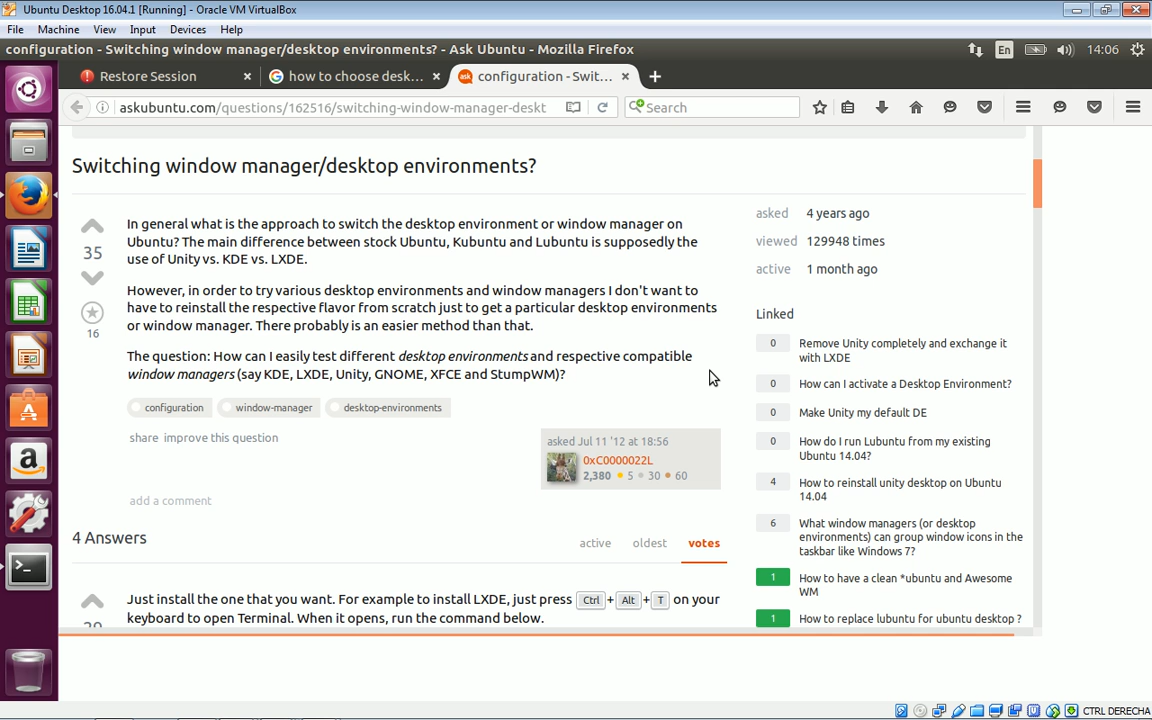 Ubuntu Desktop 16.04.1 [Running] - Oracle VM VirtualBox
File Machine View Input Devices Help
configuration - Switching window manager/desktop environments? - Ask Ubuntu - Mozilla Firefox
En 14:06
Restore Session × how to choose desk... × configuration - Swit... × +
askubuntu.com/questions/162516/switching-window-manager-deskt Search
Switching window manager/desktop environments?
35
16
In general what is the approach to switch the desktop environment or window manager on
Ubuntu? The main difference between stock Ubuntu, Kubuntu and Lubuntu is supposedly the
use of Unity vs. KDE vs. LXDE.
However, in order to try various desktop environments and window managers I don't want to
have to reinstall the respective flavor from scratch just to get a particular desktop environments
or window manager. There probably is an easier method than that.
The question: How can I easily test different desktop environments and respective compatible
window managers (say KDE, LXDE, Unity, GNOME, XFCE and StumpWM)?
configuration window-manager desktop-environments
share improve this question
asked Jul 11 '12 at 18:56
0xC0000022L
2,380 5 30 60
add a comment
4 Answers
active oldest votes
Just install the one that you want. For example to install LXDE, just press Ctrl + Alt + T on your
keyboard to open Terminal. When it opens, run the command below.
asked 4 years ago
viewed 129948 times
active 1 month ago
Linked
0 Remove Unity completely and exchange it
with LXDE
0 How can I activate a Desktop Environment?
0 Make Unity my default DE
0 How do I run Lubuntu from my existing
Ubuntu 14.04?
4 How to reinstall unity desktop on Ubuntu
14.04
6 What window managers (or desktop
environments) can group window icons in the
taskbar like Windows 7?
1 How to have a clean *ubuntu and Awesome
WM
1 How to replace lubuntu for ubuntu desktop ?
CTRL DERECHA